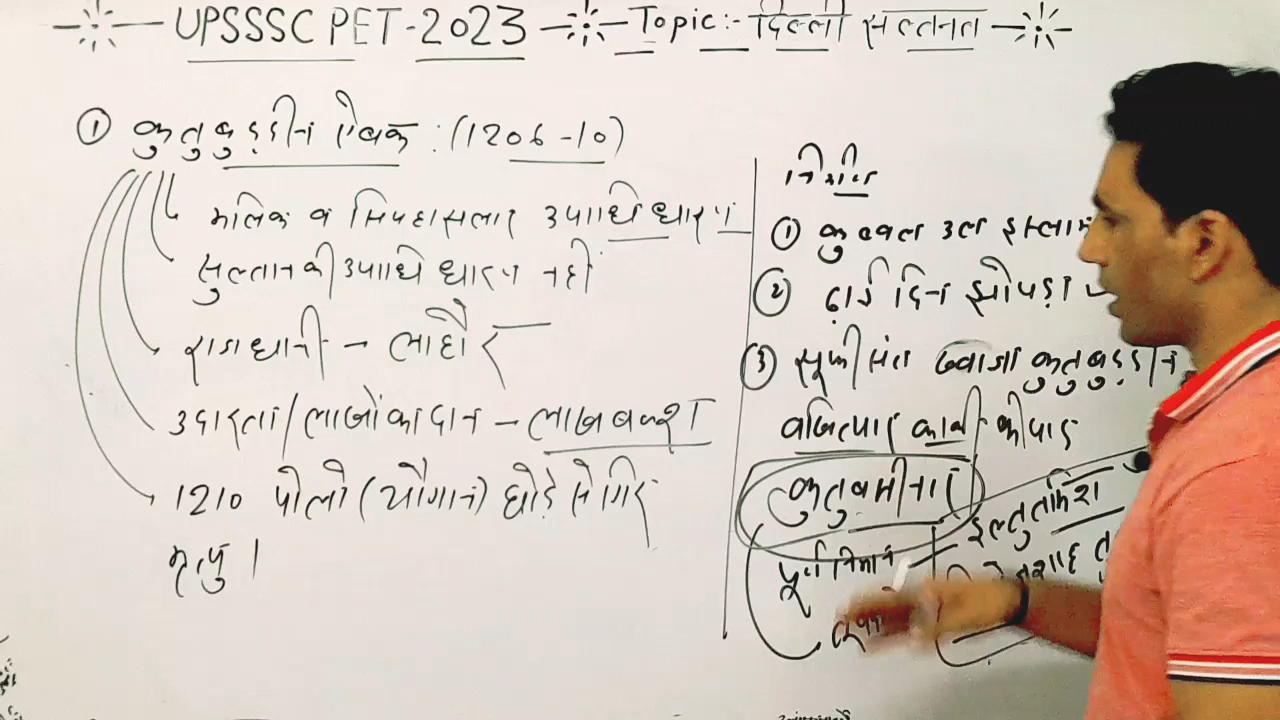 UPSSSC PET-2023 Topic:- दिल्ली सल्तनत
① कुतुबुद्दीन ऐबक : (1206-10)
मलिक व सिपहसालार उपाधि धारण
सुल्तान की उपाधि धारण नहीं
राजधानी - लाहौर
उदारता/लाखों का दान - लाखबक्श
1210 पोलो (चौगान) घोड़े से गिर
मृत्यु।
निर्माण
① कुव्वत उल इस्लाम
② ढाई दिन झोपड़ा
③ सूफी संत ख्वाजा कुतुबुद्दीन
बख्तियार काकी की याद
कुतुबमीनार
पूर्ण निर्माण - इल्तुतमिश